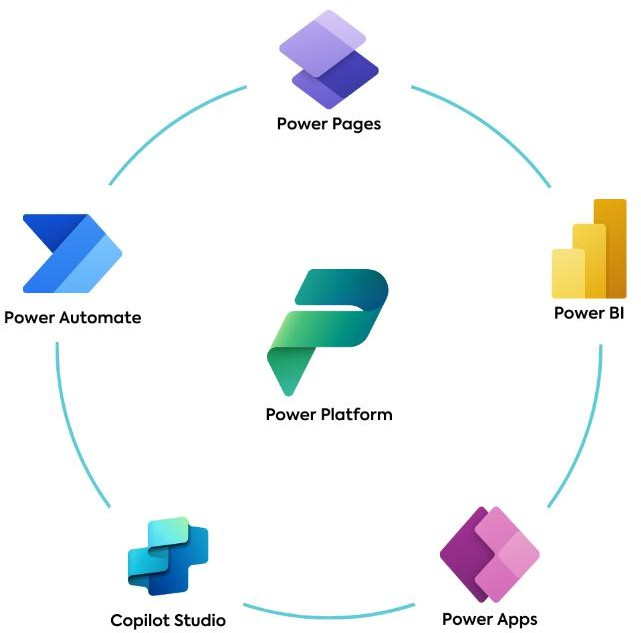 Power Pages
Power Automate
Power BI
Power Platform
Copilot Studio
Power Apps